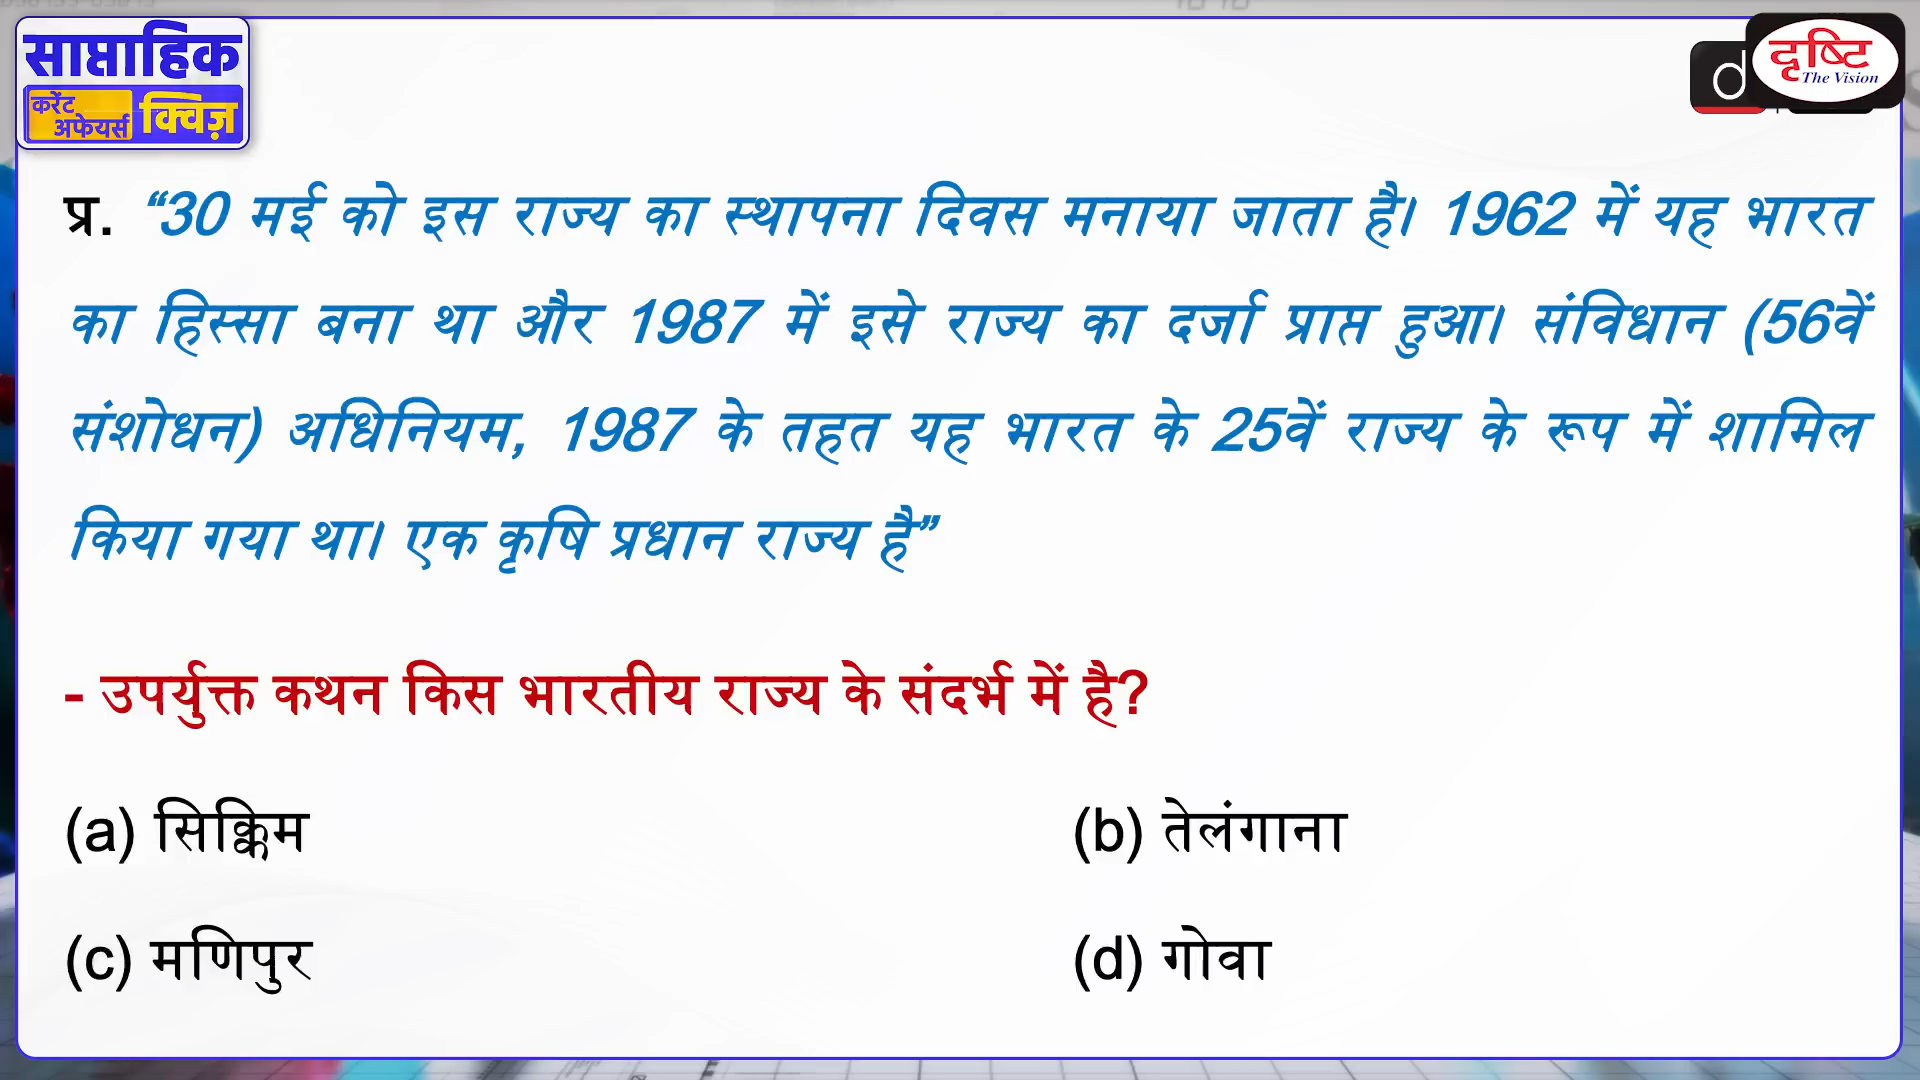 साप्ताहिक
करेंट
अफेयर्स क्विज़
d
दृष्टि
The Vision
प्र. “30 मई को इस राज्य का स्थापना दिवस मनाया जाता है। 1962 में यह भारत
का हिस्सा बना था और 1987 में इसे राज्य का दर्जा प्राप्त हुआ। संविधान (56वें
संशोधन) अधिनियम, 1987 के तहत यह भारत के 25वें राज्य के रूप में शामिल
किया गया था। एक कृषि प्रधान राज्य है”
- उपर्युक्त कथन किस भारतीय राज्य के संदर्भ में है?
(a) सिक्किम
(b) तेलंगाना
(c) मणिपुर
(d) गोवा